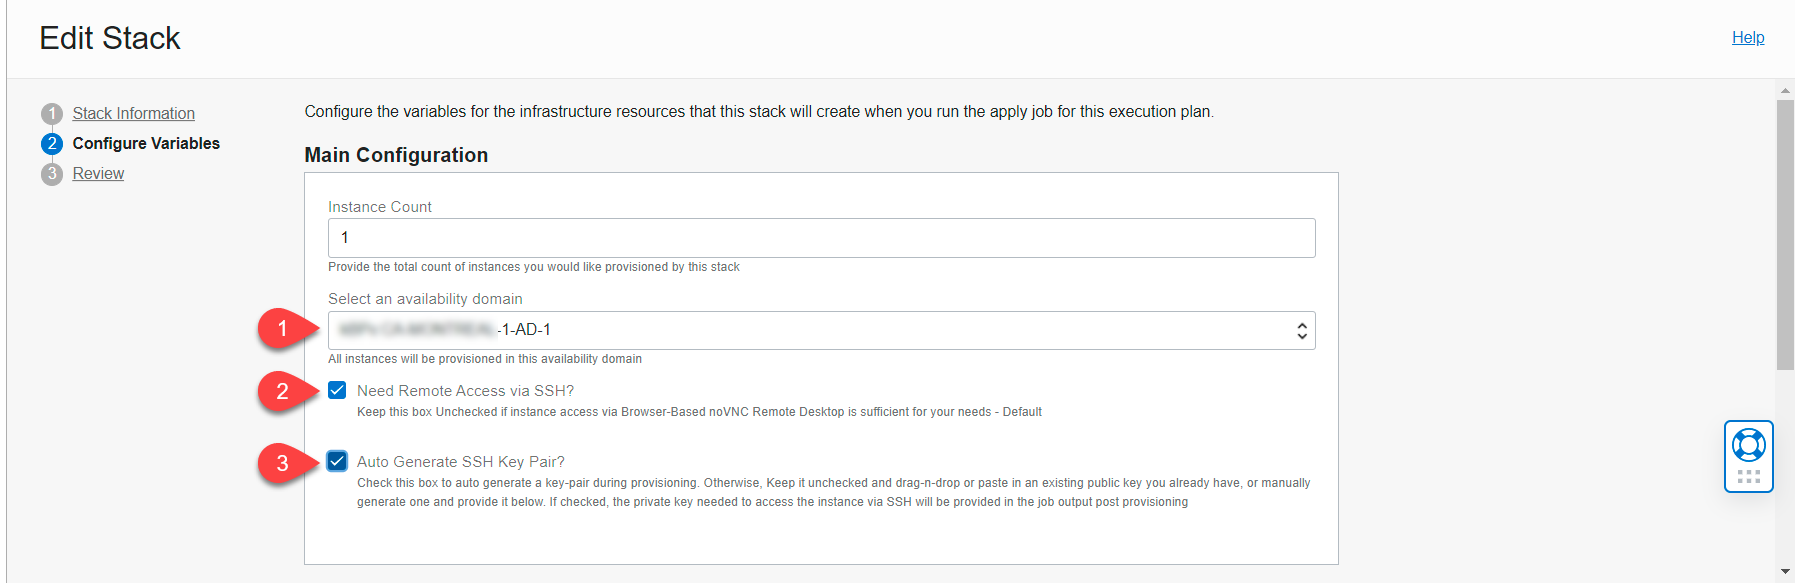 Edit Stack
Help
1 Stack Information
2 Configure Variables
3 Review
Configure the variables for the infrastructure resources that this stack will create when you run the apply job for this execution plan.
Main Configuration
Instance Count
1
Provide the total count of instances you would like provisioned by this stack
Select an availability domain
1
-1-AD-1
All instances will be provisioned in this availability domain
2
Need Remote Access via SSH?
Keep this box Unchecked if instance access via Browser-Based noVNC Remote Desktop is sufficient for your needs - Default
3
Auto Generate SSH Key Pair?
Check this box to auto generate a key-pair during provisioning. Otherwise, Keep it unchecked and drag-n-drop or paste in an existing public key you already have, or manually
generate one and provide it below. If checked, the private key needed to access the instance via SSH will be provided in the job output post provisioning